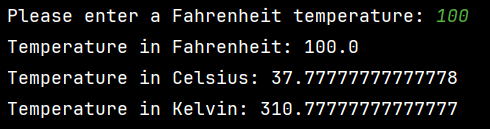 Please enter a Fahrenheit temperature: 100
Temperature in Fahrenheit: 100.0
Temperature in Celsius: 37.77777777777778
Temperature in Kelvin: 310.77777777777777